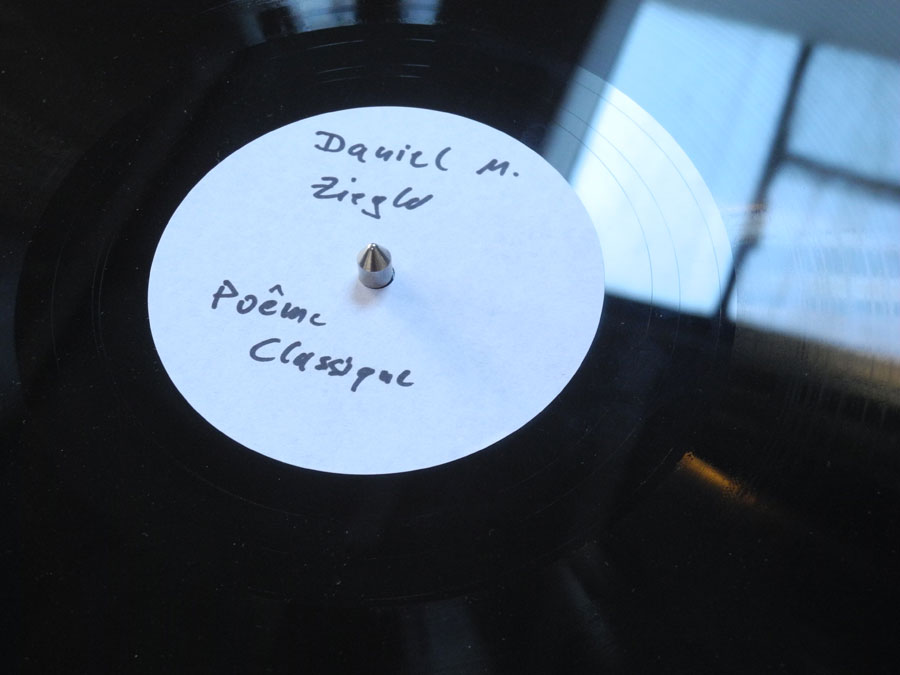 Daniel M.
Ziegler
Poème
Classique